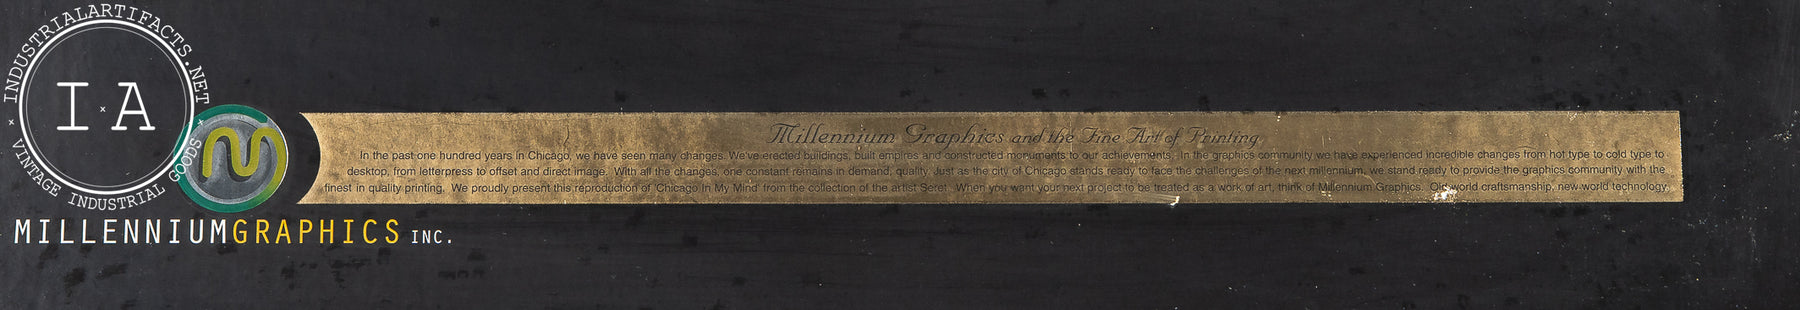 INDUSTRIALARTIFACTS.NET
I A
VINTAGE INDUSTRIAL GOODS
MILLENNIUMGRAPHICS INC.
Millennium Graphics and the Fine Art of Printing
In the past one hundred years in Chicago, we have seen many changes. We've erected buildings, built empires and constructed monuments to our achievements. In the graphics community we have experienced incredible changes from hot type to cold type to
desktop, from letterpress to offset and direct image. With all the changes, one constant remains in demand, quality. Just as the city of Chicago stands ready to face the challenges of the next millennium, we stand ready to provide the graphics community with the
finest in quality printing. We proudly present this reproduction of 'Chicago In My Mind' from the collection of the artist Seret. When you want your next project to be treated as a work of art, think of Millennium Graphics. Old world craftsmanship, new world technology.